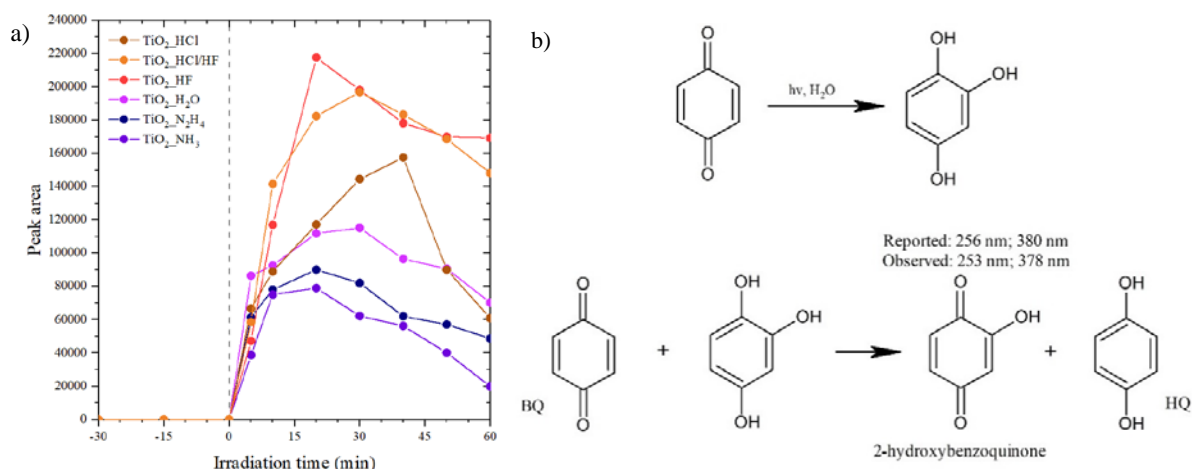 a)
240000
220000
200000
180000
160000
140000
120000
100000
80000
60000
40000
20000
0
Peak area
TiO2_HCl
TiO2_HCl/HF
TiO2_HF
TiO2_H2O
TiO2_N2H4
TiO2_NH3
-30 -15 0 15 30 45 60
Irradiation time (min)
b)
O
O
hv, H2O
OH
OH
OH
Reported: 256 nm; 380 nm
Observed: 253 nm; 378 nm
O
O
BQ
+
OH
OH
OH
O
OH
O
2-hydroxybenzoquinone
+
OH
OH
HQ